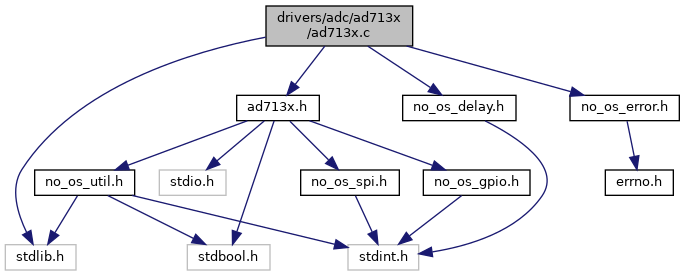 drivers/adc/ad713x
/ad713x.c
ad713x.h
no_os_delay.h
no_os_error.h
no_os_util.h
stdio.h
no_os_spi.h
no_os_gpio.h
errno.h
stdlib.h
stdbool.h
stdint.h